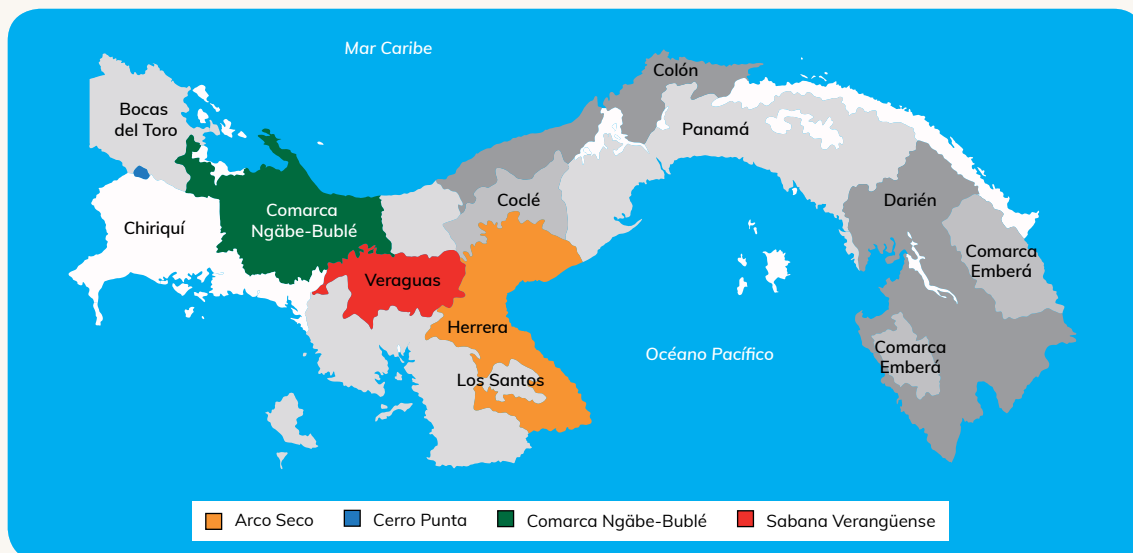 Mar Caribe
Colón
Bocas
del Toro
Panamá
Coclé
Darién
Comarca
Ngäbe-Bublé
Chiriquí
Comarca
Emberá
Veraguas
Herrera
Comarca
Emberá
Océano Pacífico
Los Santos
Arco Seco
Cerro Punta
Comarca Ngäbe-Bublé
Sabana Verangüense